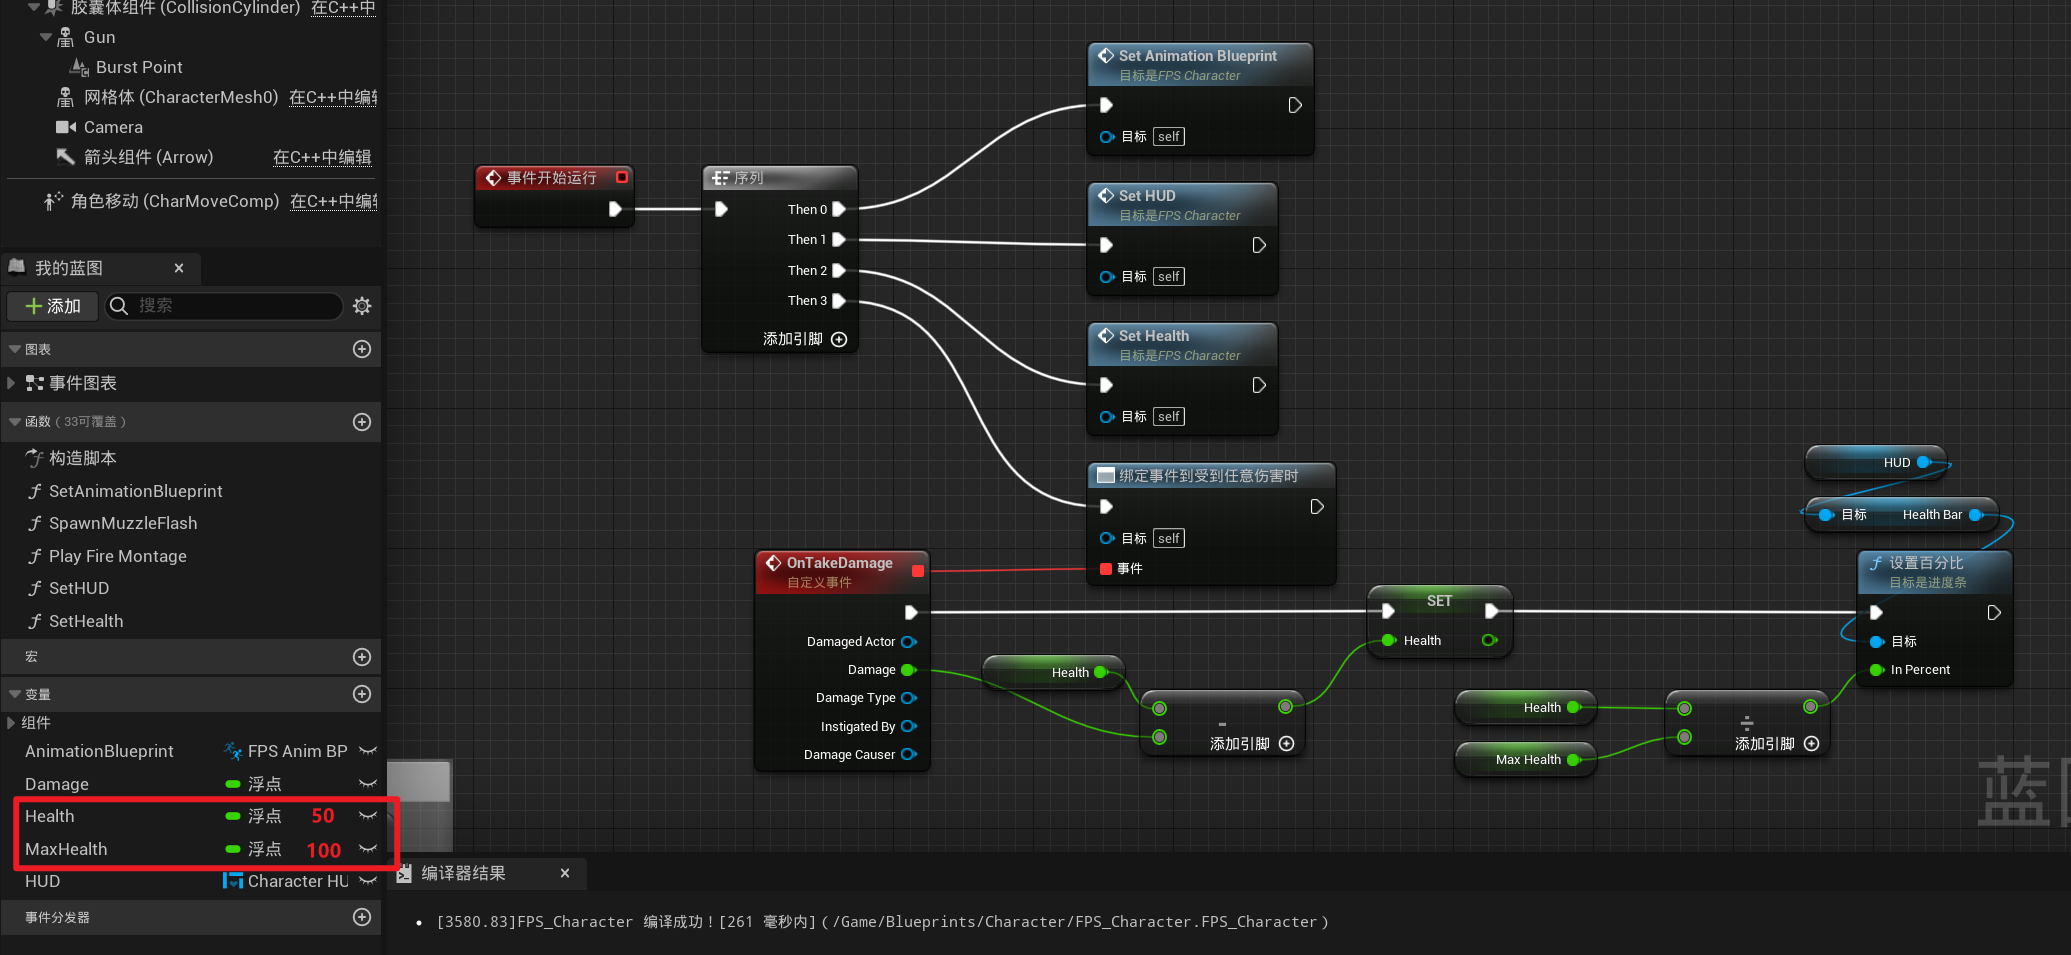 胶囊体组件 (CollisionCylinder) 在C++中
Gun
Burst Point
网格体 (CharacterMesh0) 在C++中编辑
Camera
箭头组件 (Arrow) 在C++中编辑
角色移动 (CharMoveComp) 在C++中编辑
我的蓝图
添加 搜索
图表
事件图表
函数 (33可覆盖)
构造脚本
SetAnimationBlueprint
SpawnMuzzleFlash
Play Fire Montage
SetHUD
SetHealth
宏
变量
组件
AnimationBlueprint FPS Anim BP
Damage 浮点
Health 浮点 50
MaxHealth 浮点 100
HUD Character HU
事件分发器
事件开始运行
序列
Then 0
Then 1
Then 2
Then 3
添加引脚
Set Animation Blueprint
目标是FPS Character
目标 self
Set HUD
目标是FPS Character
目标 self
Set Health
目标是FPS Character
目标 self
绑定事件到受到任意伤害时
目标 self
事件
OnTakeDamage
自定义事件
Damaged Actor
Damage
Damage Type
Instigated By
Damage Causer
Health
-
添加引脚
SET
Health
Health
Max Health
÷
添加引脚
HUD
目标 Health Bar
设置百分比
目标是进度条
目标
In Percent
蓝
编译器结果
[3580.83]FPS_Character 编译成功！[261 毫秒内] (/Game/Blueprints/Character/FPS_Character.FPS_Character)